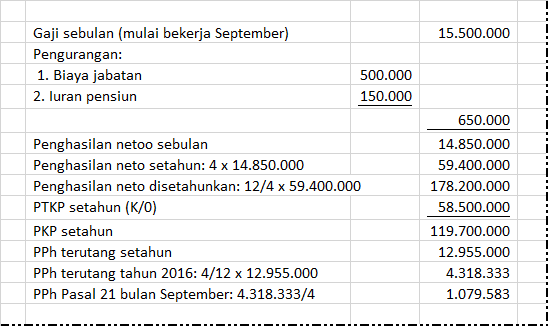 Gaji sebulan (mulai bekerja September) 15.500.000
Pengurangan:
1. Biaya jabatan 500.000
2. Iuran pensiun 150.000
650.000
Penghasilan netoo sebulan 14.850.000
Penghasilan neto setahun: 4 x 14.850.000 59.400.000
Penghasilan neto disetahunkan: 12/4 x 59.400.000 178.200.000
PTKP setahun (K/0) 58.500.000
PKP setahun 119.700.000
PPh terutang setahun 12.955.000
PPh terutang tahun 2016: 4/12 x 12.955.000 4.318.333
PPh Pasal 21 bulan September: 4.318.333/4 1.079.583